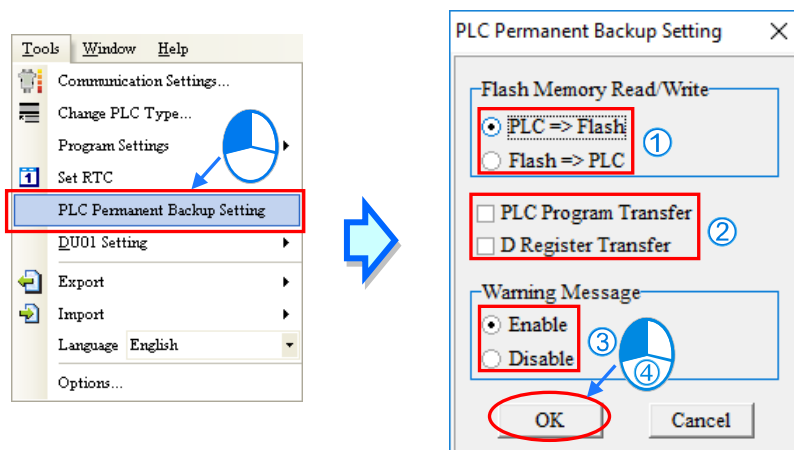 Tools Window Help
Communication Settings...
Change PLC Type...
Program Settings
1 Set RTC
PLC Permanent Backup Setting
DU01 Setting
Export
Import
Language English
Options...
PLC Permanent Backup Setting
Flash Memory Read/Write
PLC => Flash
① 
Flash => PLC
PLC Program Transfer
②
D Register Transfer
Warning Message
Enable
③
Disable
④
OK Cancel